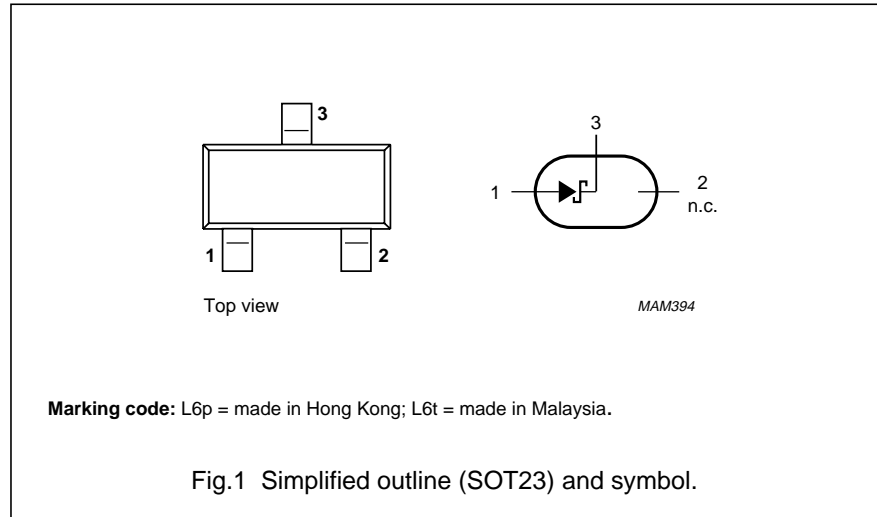 3
1
2
Top view
3
1
2
n.c.
MAM394
Marking code: L6p = made in Hong Kong; L6t = made in Malaysia.
Fig.1 Simplified outline (SOT23) and symbol.